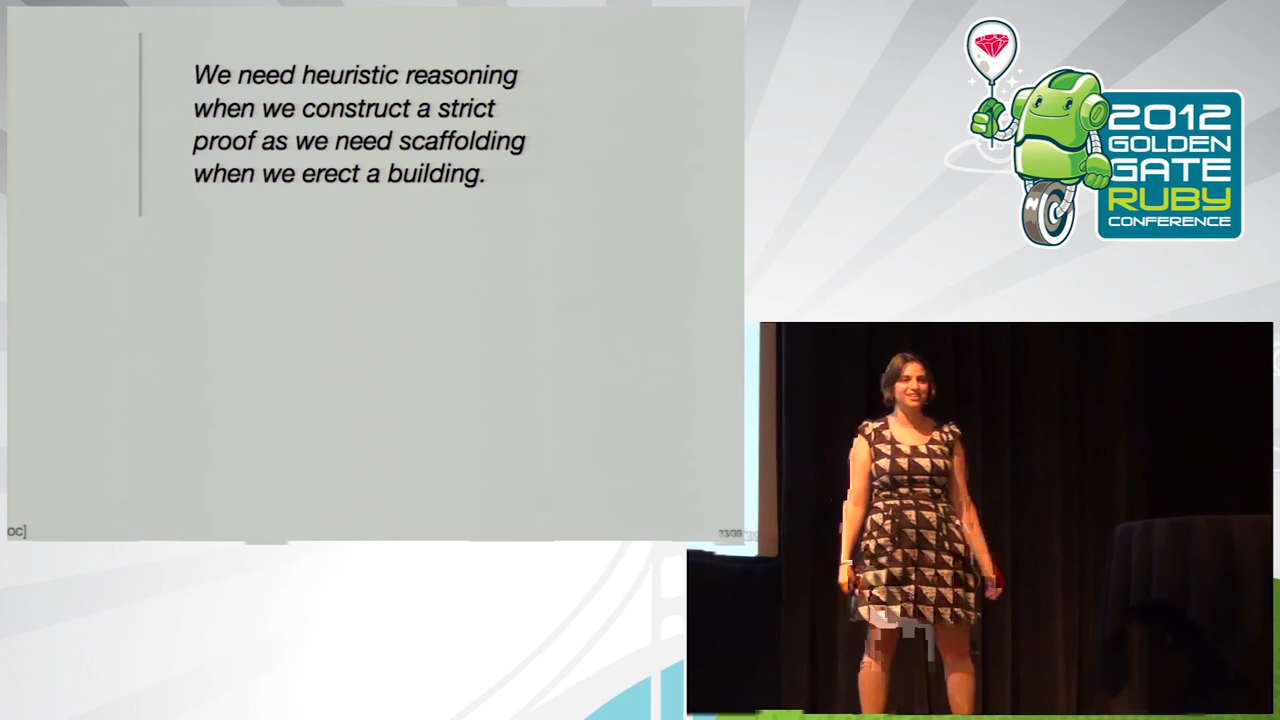 We need heuristic reasoning
when we construct a strict
proof as we need scaffolding
when we erect a building.
2012
GOLDEN
GATE
RUBY
CONFERENCE
oc]